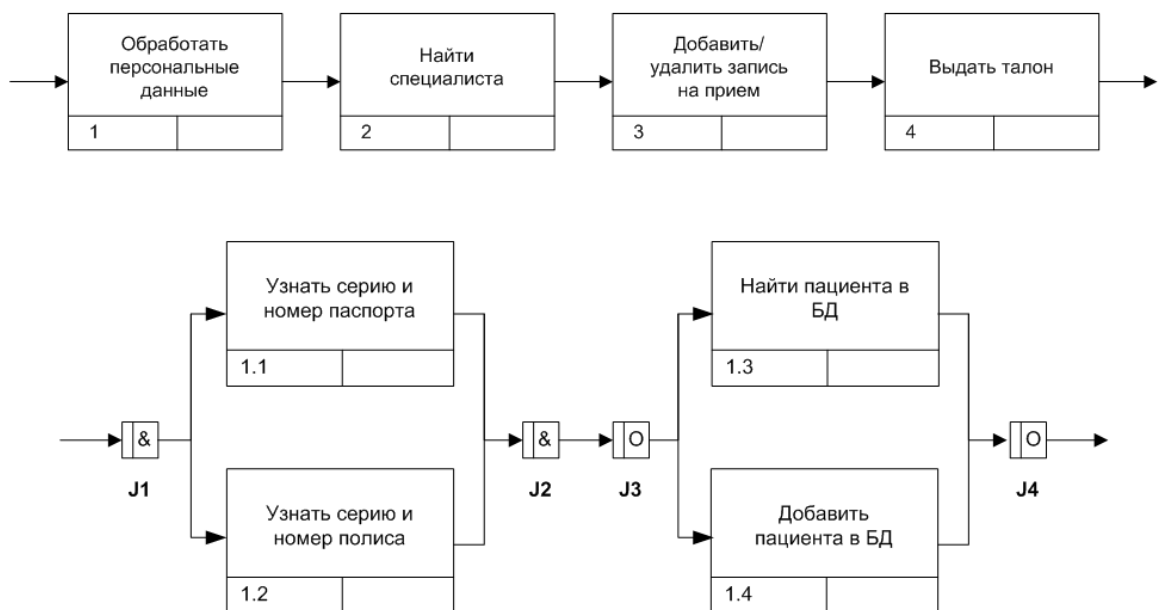 Обработать
персональные
данные
1
Найти
специалиста
2
Добавить/
удалить запись
на прием
3
Выдать талон
4
Узнать серию и
номер паспорта
1.1
Найти пациента в
БД
1.3
&
J1
&
J2
O
J3
O
J4
Узнать серию и
номер полиса
1.2
Добавить
пациента в БД
1.4